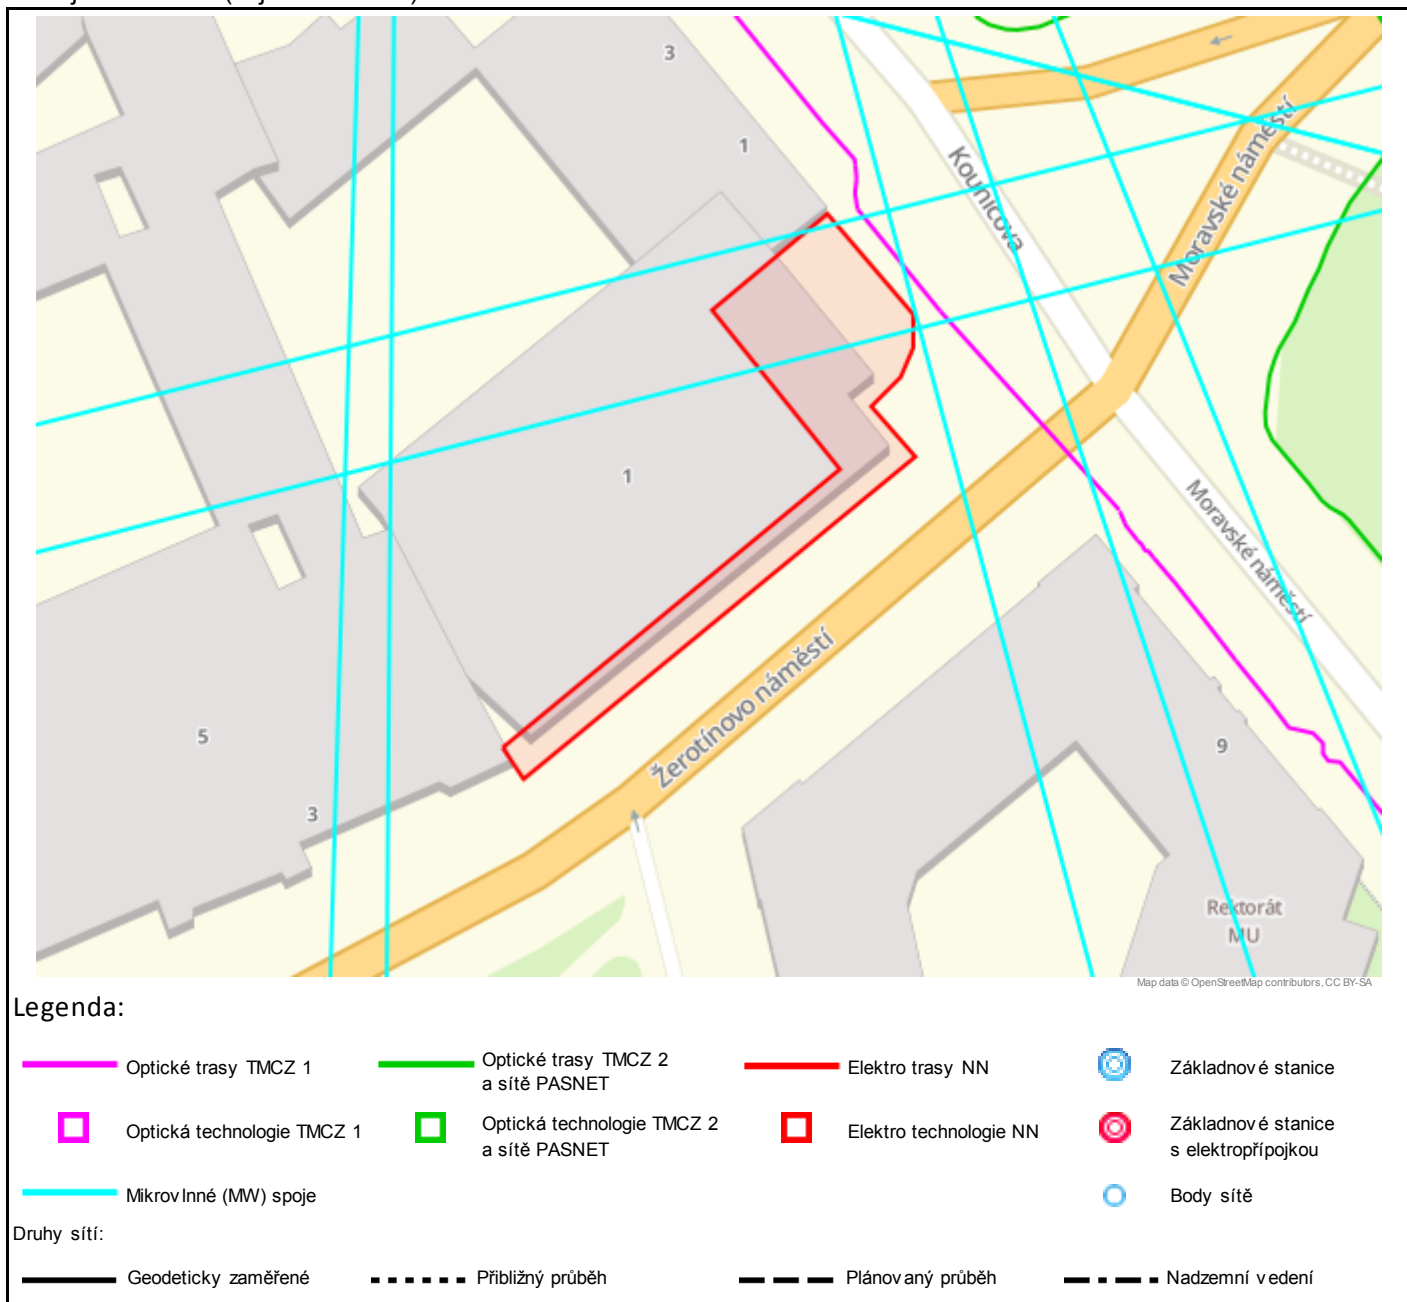 3
1
Kounicova
Moravské náměstí
1
Moravské náměstí
Žerotínovo náměstí
5
3
9
Rektorát
MU
Map data © OpenStreetMap contributors, CC BY-SA
Legenda:
Optické trasy TMCZ 1
Optické trasy TMCZ 2
a sítě PASNET
Elektro trasy NN
Základnové stanice
Optická technologie TMCZ 1
Optická technologie TMCZ 2
a sítě PASNET
Elektro technologie NN
Základnové stanice
s elektropřípojkou
Mikrovlnné (MW) spoje
Body sítě
Druhy sítí:
Geodeticky zaměřené
Přibližný průběh
Plánovaný průběh
Nadzemní vedení